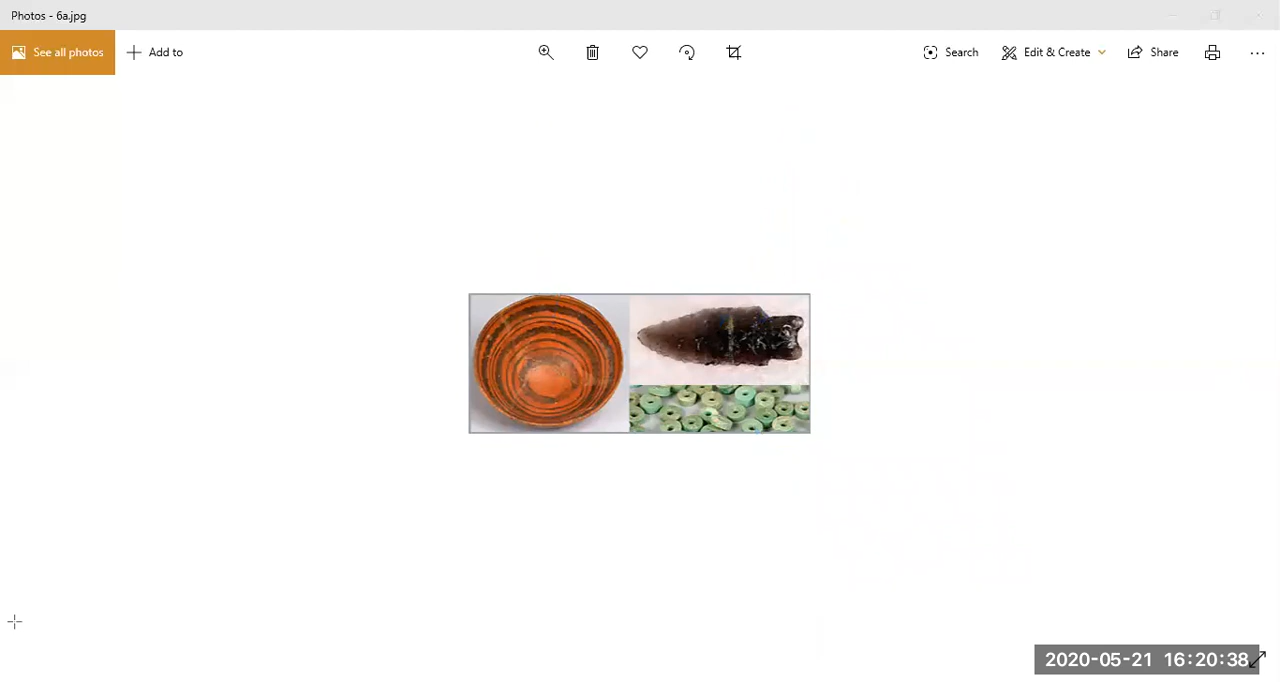 Photos - 6a.jpg
See all photos
Add to
Search
Edit & Create
Share
2020-05-21 16:20:38